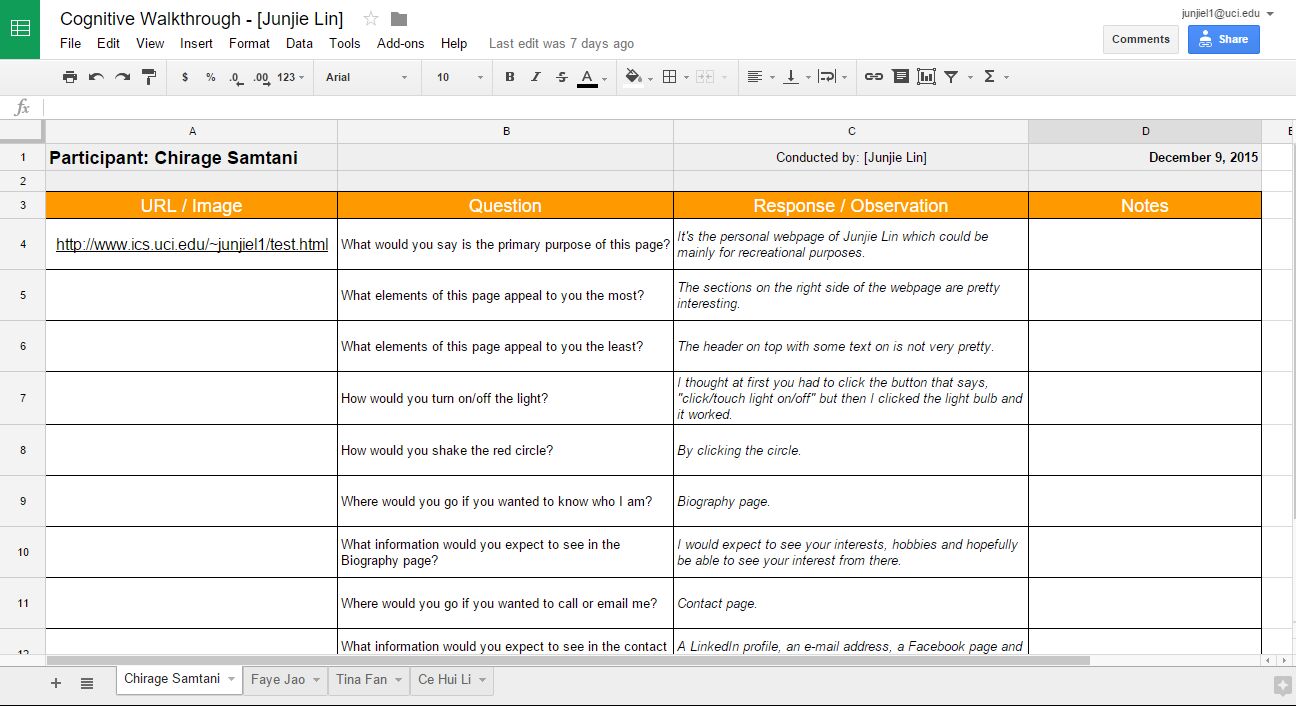 Cognitive Walkthrough - [Junjie Lin]
junjiel1@uci.edu
File Edit View Insert Format Data Tools Add-ons Help Last edit was 7 days ago
Comments Share
$ % .0 .00 123 Arial 10 B I S A Σ
fx
A B C D E
1 Participant: Chirage Samtani Conducted by: [Junjie Lin] December 9, 2015
2
3 URL / Image Question Response / Observation Notes
4 http://www.ics.uci.edu/~junjiel1/test.html What would you say is the primary purpose of this page? It's the personal webpage of Junjie Lin which could be
mainly for recreational purposes.
5 What elements of this page appeal to you the most? The sections on the right side of the webpage are pretty
interesting.
6 What elements of this page appeal to you the least? The header on top with some text on is not very pretty.
7 How would you turn on/off the light? I thought at first you had to click the button that says,
"click/touch light on/off" but then I clicked the light bulb and
it worked.
8 How would you shake the red circle? By clicking the circle.
9 Where would you go if you wanted to know who I am? Biography page.
10 What information would you expect to see in the
Biography page?
I would expect to see your interests, hobbies and hopefully
be able to see your interest from there.
11 Where would you go if you wanted to call or email me? Contact page.
12 What information would you expect to see in the contact A LinkedIn profile, an e-mail address, a Facebook page and
Chirage Samtani Faye Jao Tina Fan Ce Hui Li